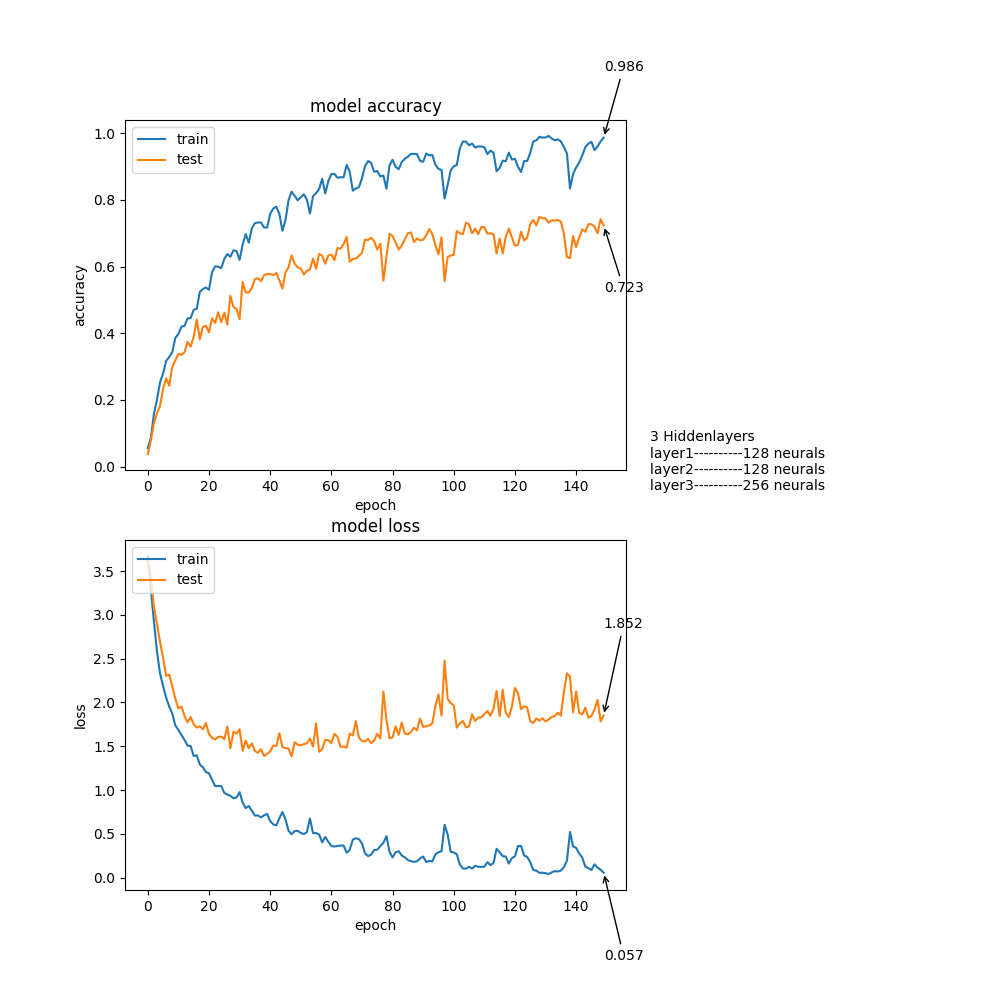 0.986
model accuracy
train
test
1.0
0.8
0.6
0.4
0.2
0.0
accuracy
0.723
0 20 40 60 80 100 120 140
epoch
3 Hiddenlayers
layer1----------128 neurals
layer2----------128 neurals
layer3----------256 neurals
model loss
train
test
3.5
3.0
2.5
2.0
1.5
1.0
0.5
0.0
loss
1.852
0 20 40 60 80 100 120 140
epoch
0.057